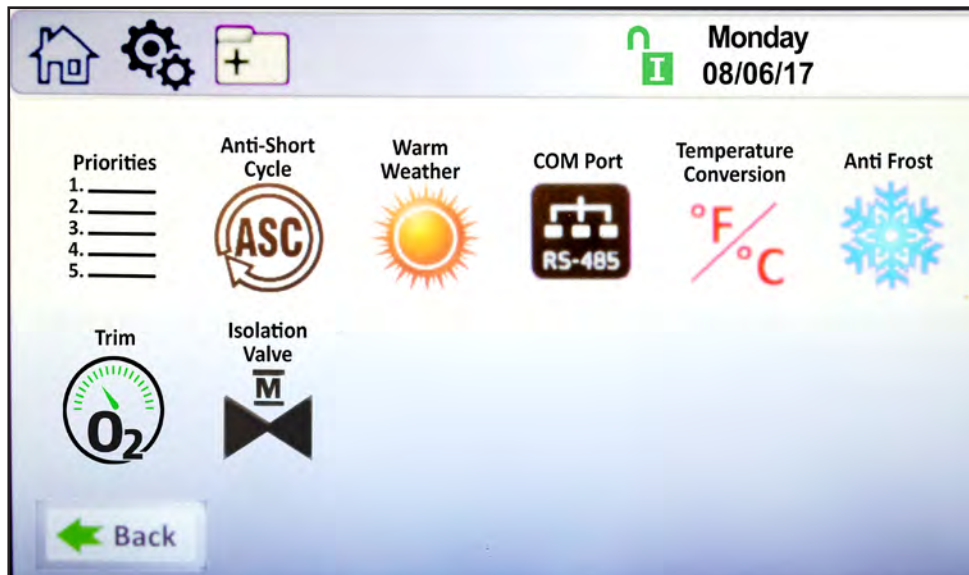 +
I
Monday
08/06/17
Priorities
1.
2.
3.
4.
5.
Anti-Short
Cycle
ASC
Warm
Weather
COM Port
RS-485
Temperature
Conversion
°F/°C
Anti Frost
Trim
O2
Isolation
Valve
M
Back